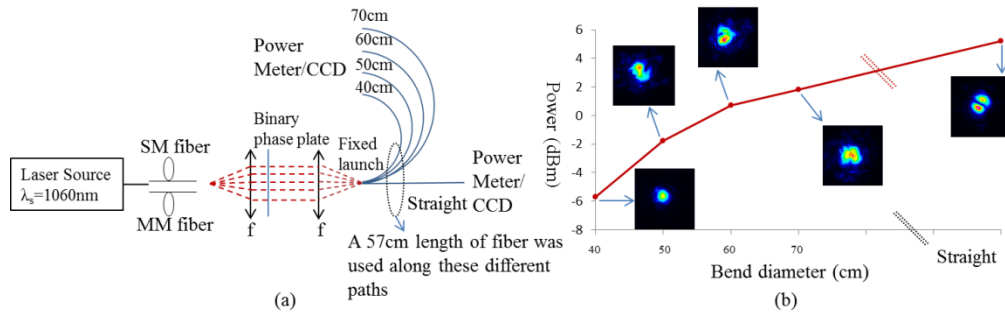 70cm
60cm
50cm
40cm
Power
Meter/CCD
Binary
phase plate
Fixed
launch
SM fiber
Laser Source
λs=1060nm
MM fiber
f
f
Straight
Power
Meter/
CCD
A 57cm length of fiber was
used along these different
paths
(a)
6
4
2
0
-2
-4
-6
-8
Power (dBm)
40
50
60
70
Straight
Bend diameter (cm)
(b)